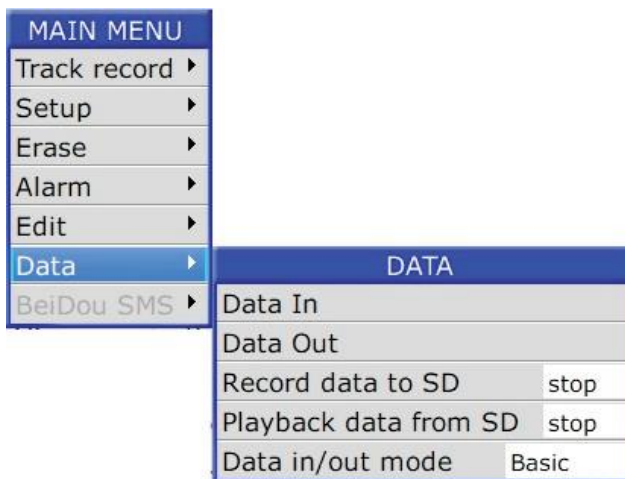 MAIN MENU
Track record
Setup
Erase
Alarm
Edit
Data
BeiDou SMS
DATA
Data In
Data Out
Record data to SD stop
Playback data from SD stop
Data in/out mode Basic